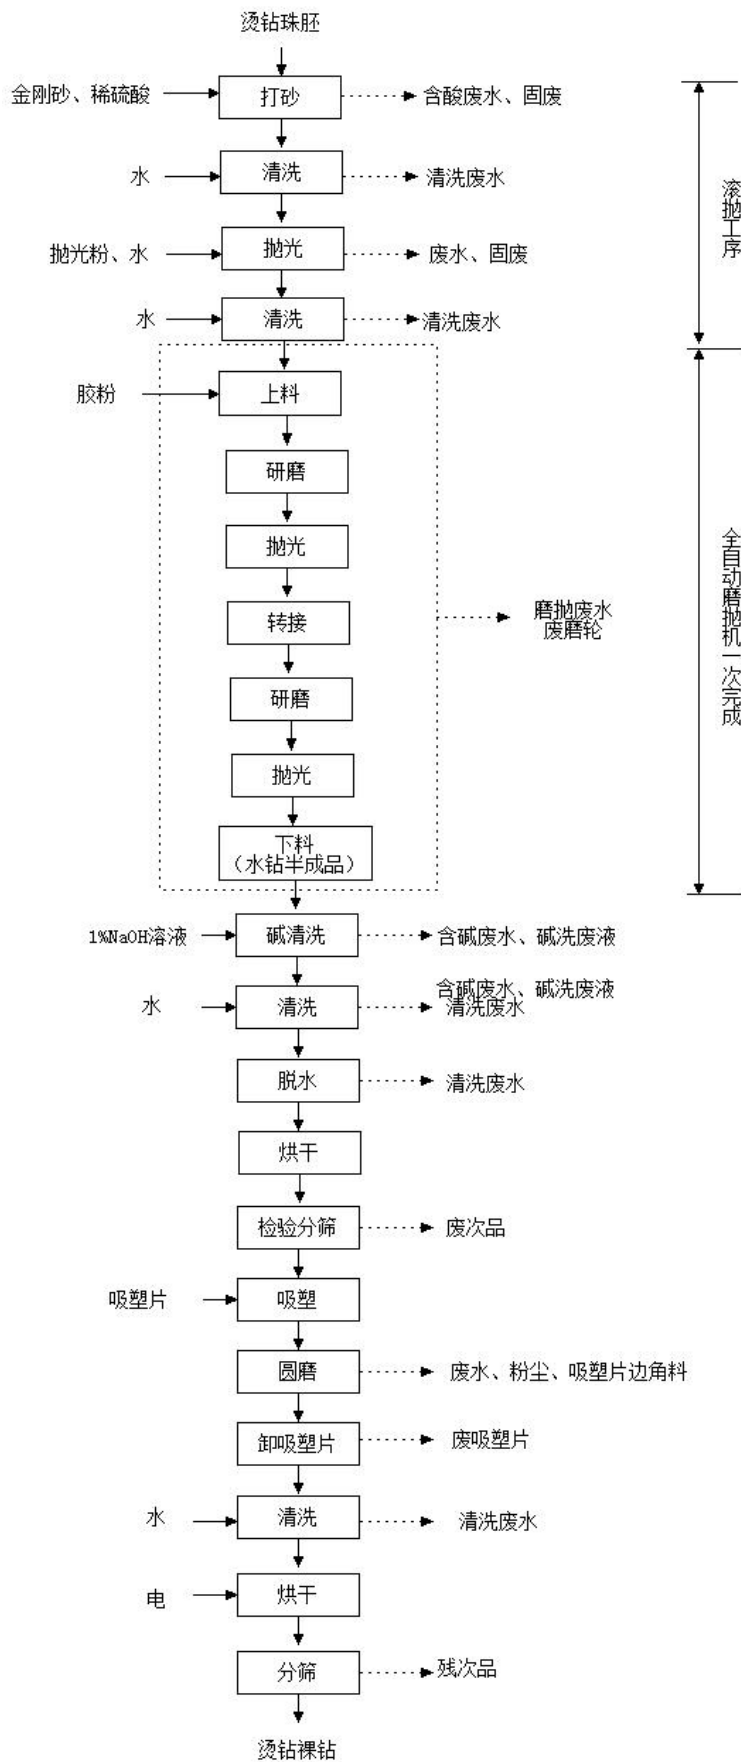 烫钻珠胚
金刚砂、稀硫酸
打砂
含酸废水、固废
水
清洗
清洗废水
抛光粉、水
抛光
废水、固废
水
清洗
清洗废水
滚抛工序
胶粉
上料
研磨
抛光
转接
磨抛废水
废磨轮
研磨
抛光
下料
(水钻半成品)
全自动磨抛机一次完成
1%NaOH溶液
碱清洗
含碱废水、碱洗废液
水
清洗
含碱废水、碱洗废液
清洗废水
脱水
清洗废水
烘干
检验分筛
废次品
吸塑片
吸塑
圆磨
废水、粉尘、吸塑片边角料
卸吸塑片
废吸塑片
水
清洗
清洗废水
电
烘干
分筛
残次品
烫钻裸钻